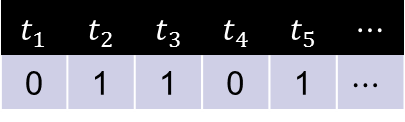 t₁ t₂ t₃ t₄ t₅ ⋯
0 1 1 0 1 ⋯